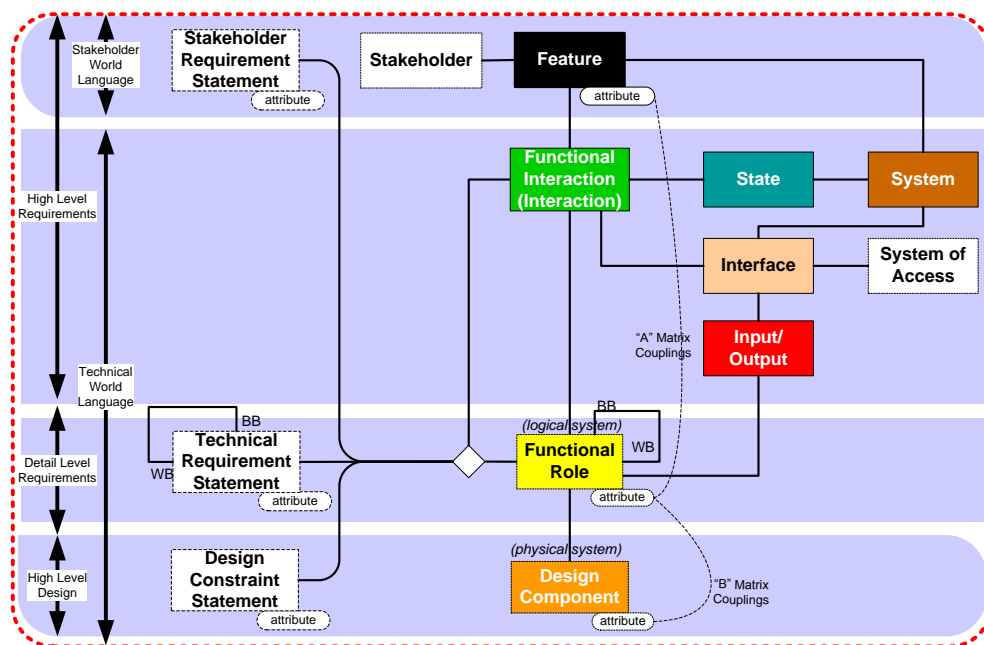 Stakeholder
World
Language
Stakeholder
Requirement
Statement
attribute
Stakeholder
Feature
attribute
High Level
Requirements
Functional
Interaction
(Interaction)
State
System
Interface
System of
Access
"A" Matrix
Couplings
Input/
Output
Technical
World
Language
BB
WB
Technical
Requirement
Statement
attribute
(logical system)
BB
WB
Functional
Role
attribute
Detail Level
Requirements
High Level
Design
Design
Constraint
Statement
attribute
(physical system)
Design
Component
attribute
"B" Matrix
Couplings